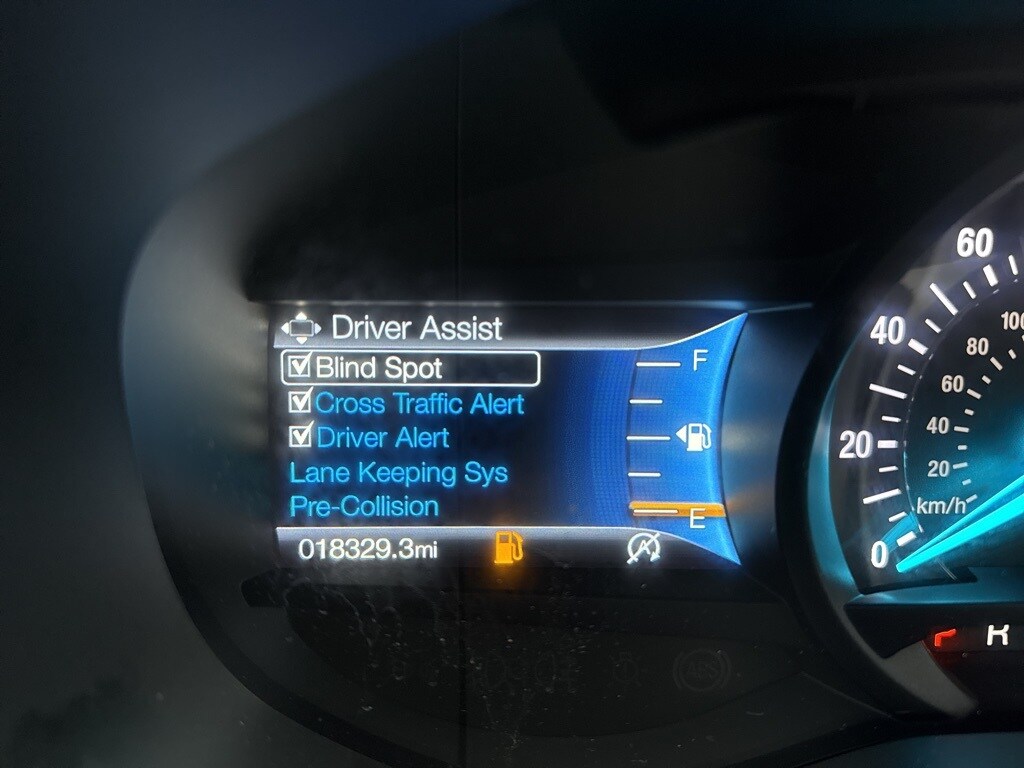 Driver Assist
Blind Spot
Cross Traffic Alert
Driver Alert
Lane Keeping Sys
Pre-Collision
018329.3mi
F
E
60
40
20
0
100
80
60
40
20
km/h